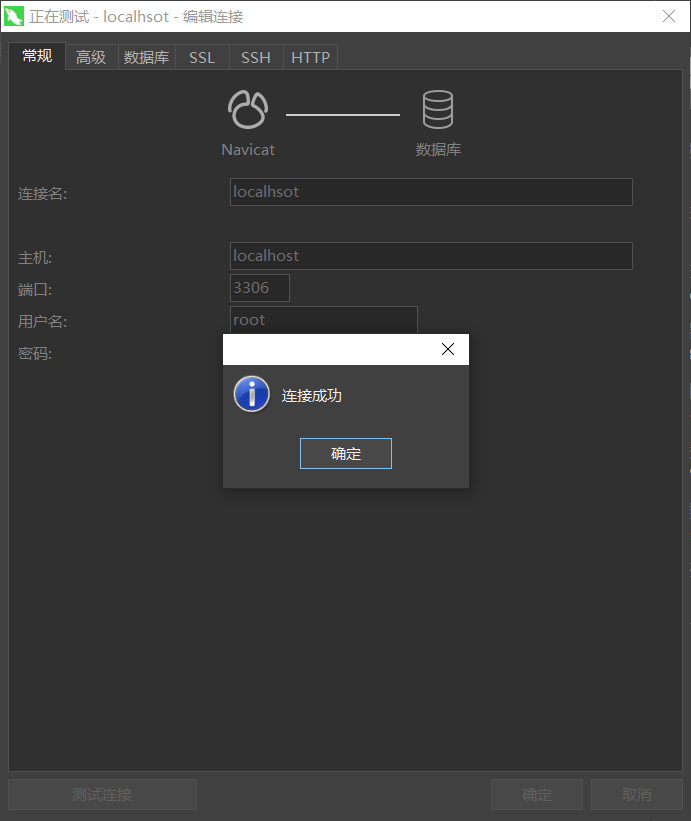 正在测试 - localhsot - 编辑连接
常规 高级 数据库 SSL SSH HTTP
Navicat 数据库
连接名: localhsot
主机: localhost
端口: 3306
用户名: root
密码:
连接成功
确定
测试连接 确定 取消